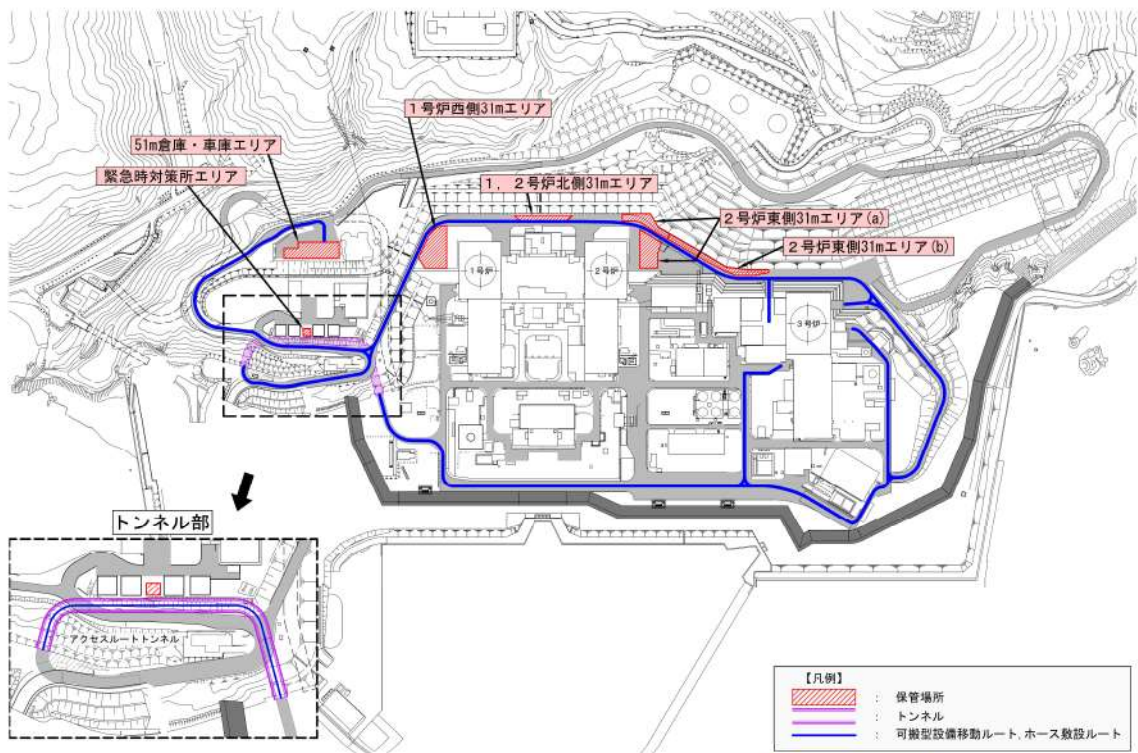 1号炉西側31mエリア
51m倉庫・車庫エリア
緊急時対策所エリア
1,2号炉北側31mエリア
2号炉東側31mエリア(a)
2号炉東側31mエリア(b)
1号炉
2号炉
3号炉
トンネル部
アクセスルートトンネル
【凡例】
: 保管場所
: トンネル
: 可搬型設備移動ルート,ホース敷設ルート